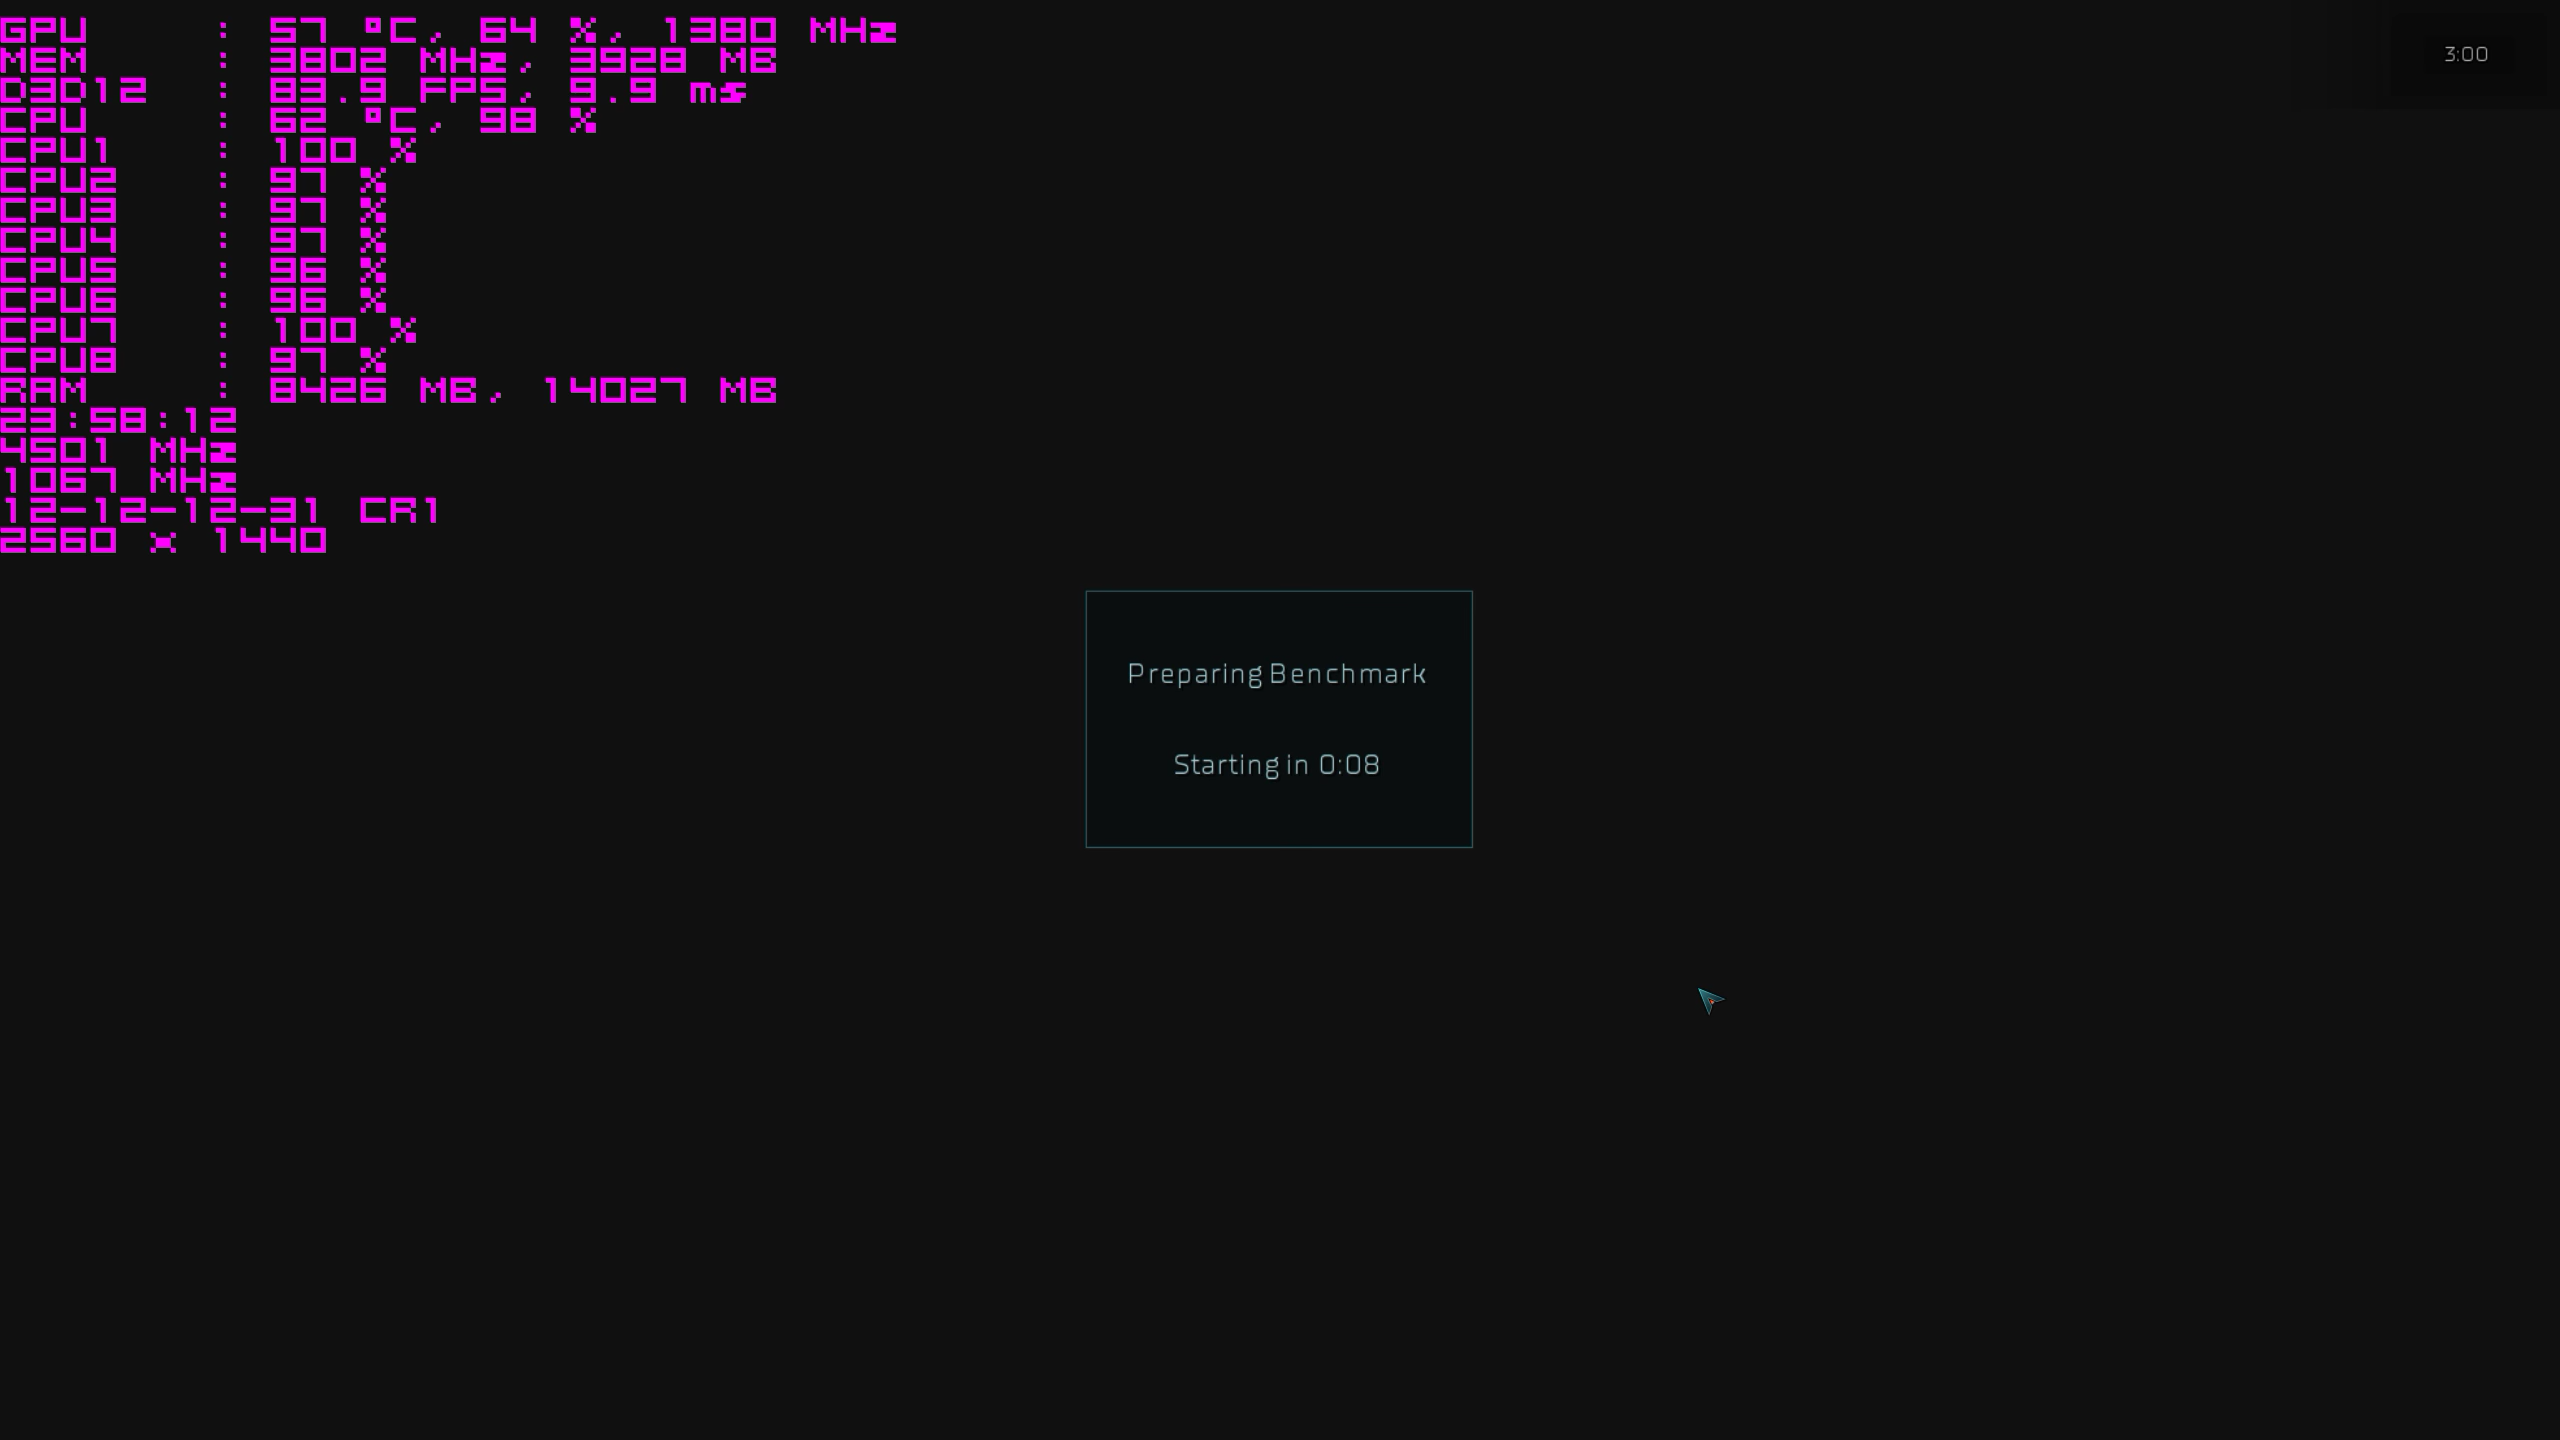 GPU : 57 °C, 64 %, 1380 MHz
MEM : 3802 MHz, 3928 MB
D3D12 : 83.9 FPS, 9.9 ms
CPU : 62 °C, 98 %
CPU1 : 100 %
CPU2 : 97 %
CPU3 : 97 %
CPU4 : 97 %
CPU5 : 96 %
CPU6 : 96 %
CPU7 : 100 %
CPU8 : 97 %
RAM : 8426 MB, 14027 MB
23:58:12
4501 MHz
1067 MHz
12-12-12-31 CR1
2560 x 1440
3:00
Preparing Benchmark
Starting in 0:08